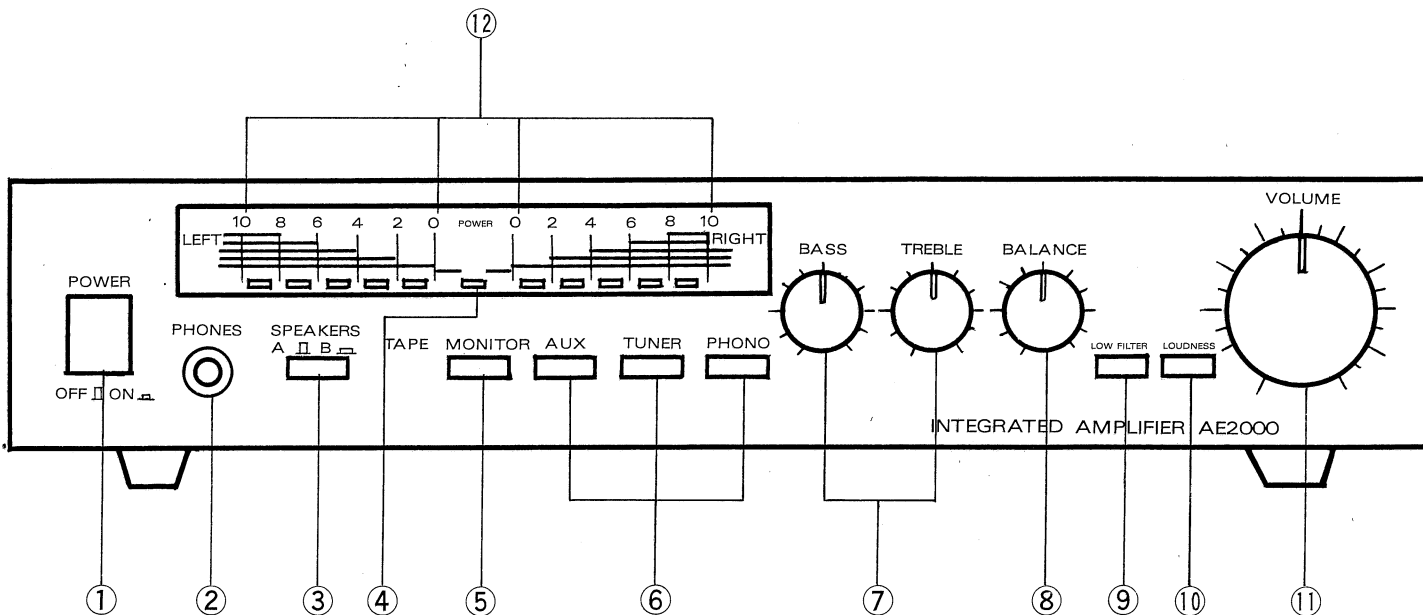 ⑫
10 8 6 4 2 0 POWER 0 2 4 6 8 10
LEFT RIGHT
VOLUME
BASS TREBLE BALANCE
POWER
PHONES
SPEAKERS
A B
TAPE MONITOR AUX TUNER PHONO
LOW FILTER LOUDNESS
OFF ON
INTEGRATED AMPLIFIER AE2000
① ② ③ ④ ⑤ ⑥ ⑦ ⑧ ⑨ ⑩ ⑪